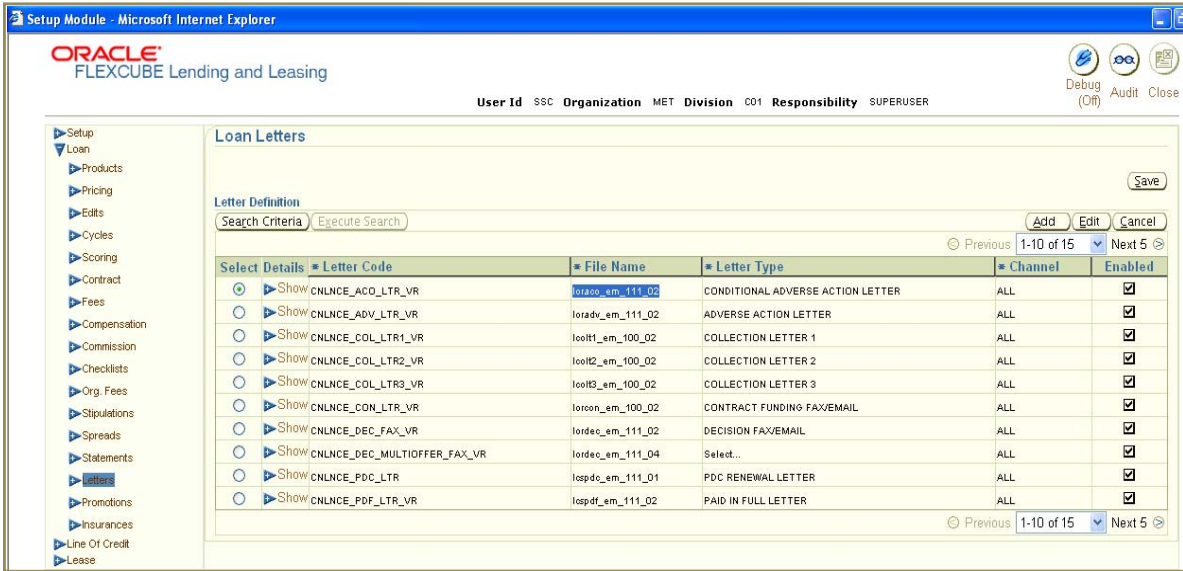 Setup Module - Microsoft Internet Explorer
ORACLE
FLEXCUBE Lending and Leasing
Debug (Off)
Audit
Close
User Id SSC Organization MET Division C01 Responsibility SUPERUSER
Setup
Loan
Products
Pricing
Edits
Cycles
Scoring
Contract
Fees
Compensation
Commission
Checklists
Org. Fees
Stipulations
Spreads
Statements
Letters
Promotions
Insurances
Line Of Credit
Lease
Loan Letters
Save
Letter Definition
Search Criteria Execute Search Add Edit Cancel
Previous 1-10 of 15 Next 5
Select Details * Letter Code * File Name * Letter Type * Channel Enabled
Show CNLNCE_ACO_LTR_VR loraco_em_111_02 CONDITIONAL ADVERSE ACTION LETTER ALL
Show CNLNCE_ADV_LTR_VR loradv_em_111_02 ADVERSE ACTION LETTER ALL
Show CNLNCE_COL_LTR1_VR lcolt1_em_100_02 COLLECTION LETTER 1 ALL
Show CNLNCE_COL_LTR2_VR lcolt2_em_100_02 COLLECTION LETTER 2 ALL
Show CNLNCE_COL_LTR3_VR lcolt3_em_100_02 COLLECTION LETTER 3 ALL
Show CNLNCE_CON_LTR_VR lorcon_em_100_02 CONTRACT FUNDING FAX/EMAIL ALL
Show CNLNCE_DEC_FAX_VR lordec_em_111_02 DECISION FAX/EMAIL ALL
Show CNLNCE_DEC_MULTIOFFER_FAX_VR lordec_em_111_04 Select... ALL
Show CNLNCE_PDC_LTR lcspdc_em_111_01 PDC RENEWAL LETTER ALL
Show CNLNCE_PDF_LTR_VR lcspdf_em_111_02 PAID IN FULL LETTER ALL
Previous 1-10 of 15 Next 5